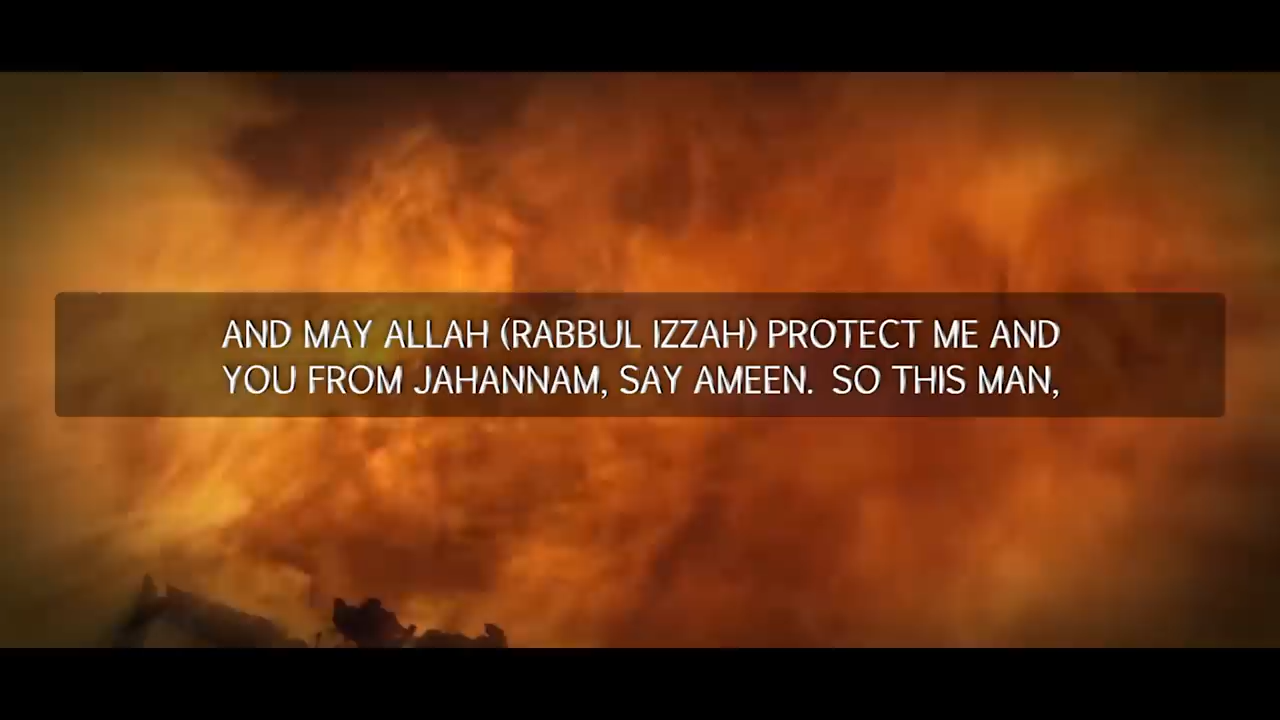 AND MAY ALLAH (RABBUL IZZAH) PROTECT ME AND
YOU FROM JAHANNAM, SAY AMEEN. SO THIS MAN,